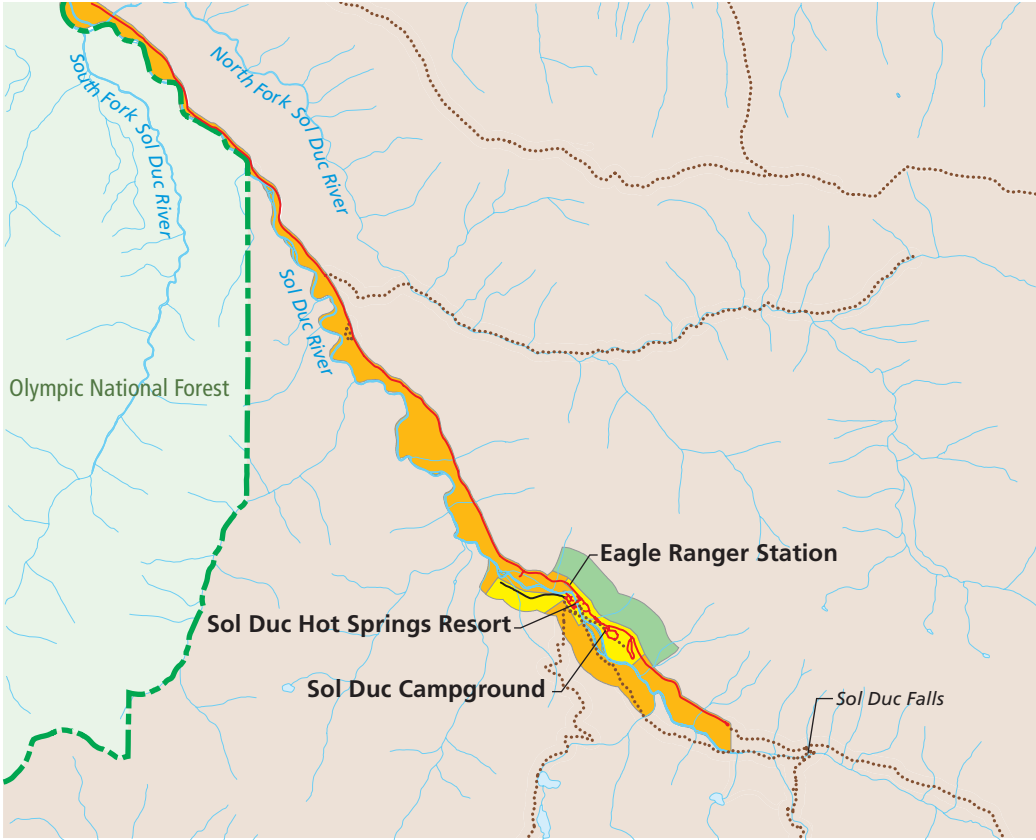 North Fork Sol Duc River
South Fork Sol Duc River
Sol Duc River
Olympic National Forest
Eagle Ranger Station
Sol Duc Hot Springs Resort
Sol Duc Campground
Sol Duc Falls